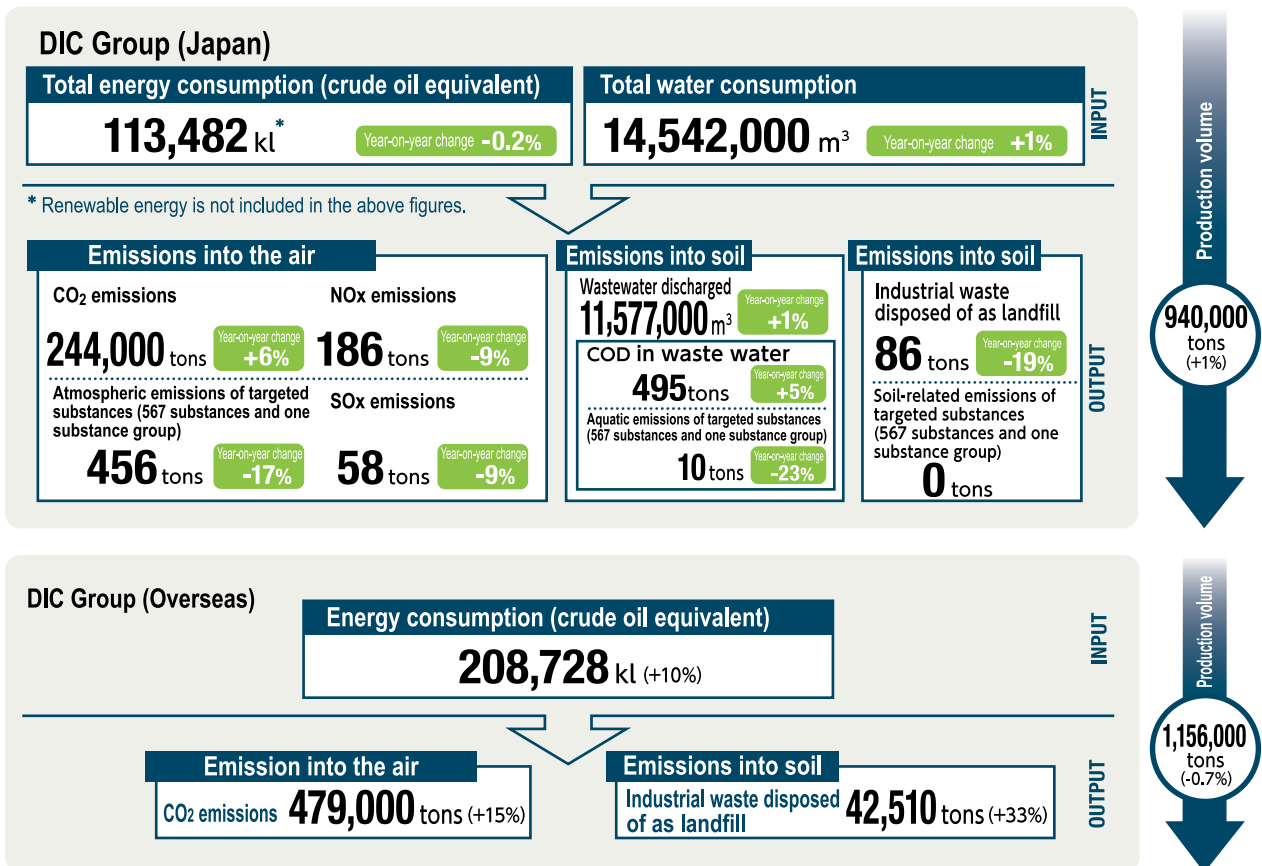 DIC Group (Japan)
Total energy consumption (crude oil equivalent)
113,482 kl*
Year-on-year change -0.2%
Total water consumption
14,542,000 m³
Year-on-year change +1%
INPUT
* Renewable energy is not included in the above figures.
Emissions into the air
CO₂ emissions
244,000 tons
Year-on-year change
+6%
NOx emissions
186 tons
Year-on-year change
-9%
Atmospheric emissions of targeted
substances (567 substances and one
substance group)
456 tons
Year-on-year change
-17%
SOx emissions
58 tons
Year-on-year change
-9%
Emissions into soil
Wastewater discharged
11,577,000 m³
Year-on-year change
+1%
COD in waste water
495 tons
Year-on-year change
+5%
Aquatic emissions of targeted substances
(567 substances and one substance group)
10 tons
Year-on-year change
-23%
Emissions into soil
Industrial waste
disposed of as landfill
86 tons
Year-on-year change
-19%
Soil-related emissions of
targeted substances
(567 substances and one
substance group)
0 tons
OUTPUT
Production volume
940,000
tons
(+1%)
DIC Group (Overseas)
Energy consumption (crude oil equivalent)
208,728 kl (+10%)
INPUT
Emission into the air
CO2 emissions 479,000 tons (+15%)
Emissions into soil
Industrial waste disposed
of as landfill
42,510 tons (+33%)
OUTPUT
Production volume
1,156,000
tons
(-0.7%)